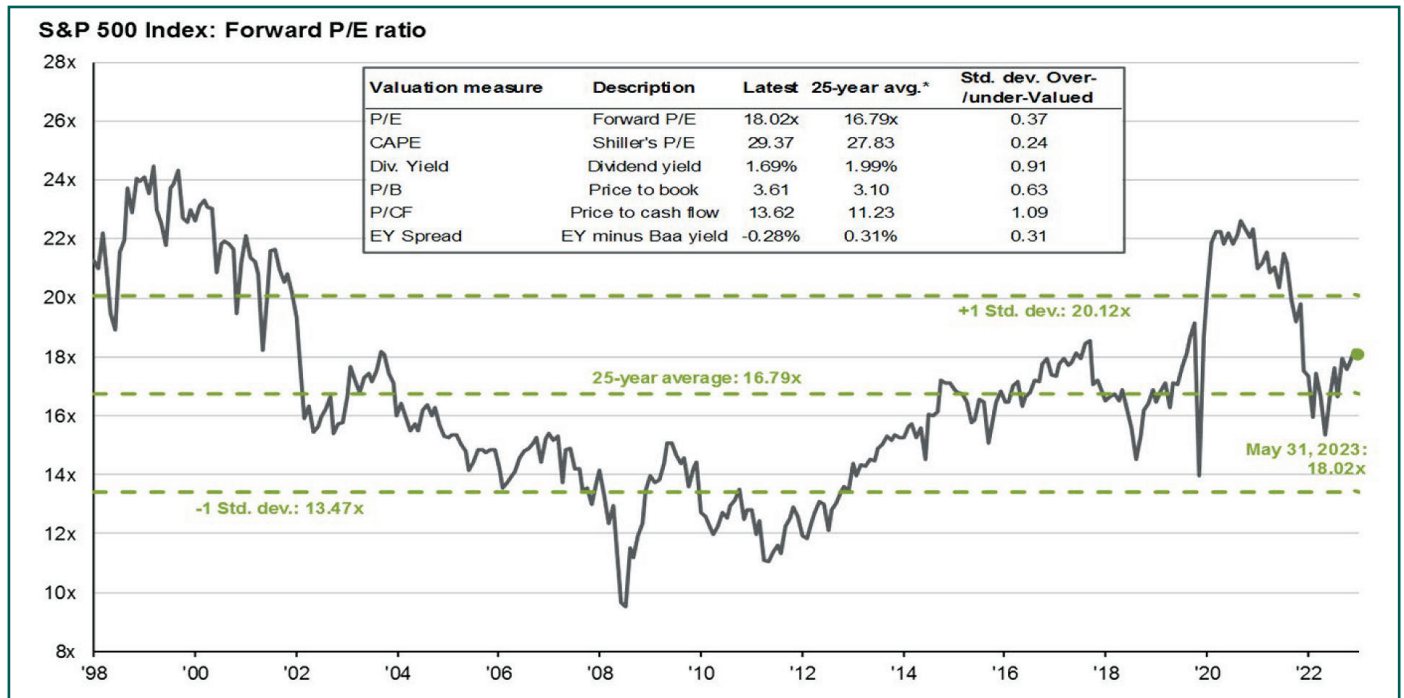 S&P 500 Index: Forward P/E ratio
28x
Valuation measure Description Latest 25-year avg.* Std. dev. Over-/under-Valued
P/E Forward P/E 18.02x 16.79x 0.37
CAPE Shiller's P/E 29.37 27.83 0.24
Div. Yield Dividend yield 1.69% 1.99% 0.91
P/B Price to book 3.61 3.10 0.63
P/CF Price to cash flow 13.62 11.23 1.09
EY Spread EY minus Baa yield -0.28% 0.31% 0.31
26x
24x
22x
20x
+1 Std. dev.: 20.12x
18x
25-year average: 16.79x
16x
May 31, 2023:
18.02x
14x
-1 Std. dev.: 13.47x
12x
10x
8x
'98 '00 '02 '04 '06 '08 '10 '12 '14 '16 '18 '20 '22